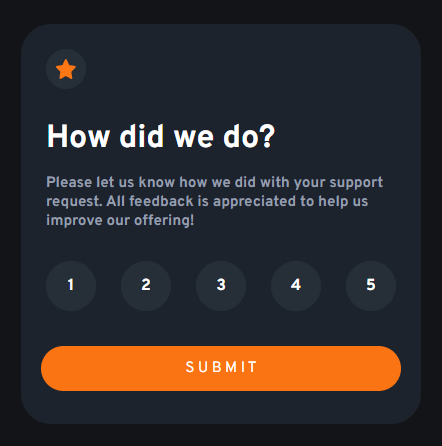 How did we do?
Please let us know how we did with your support
request. All feedback is appreciated to help us
improve our offering!
1 2 3 4 5
SUBMIT